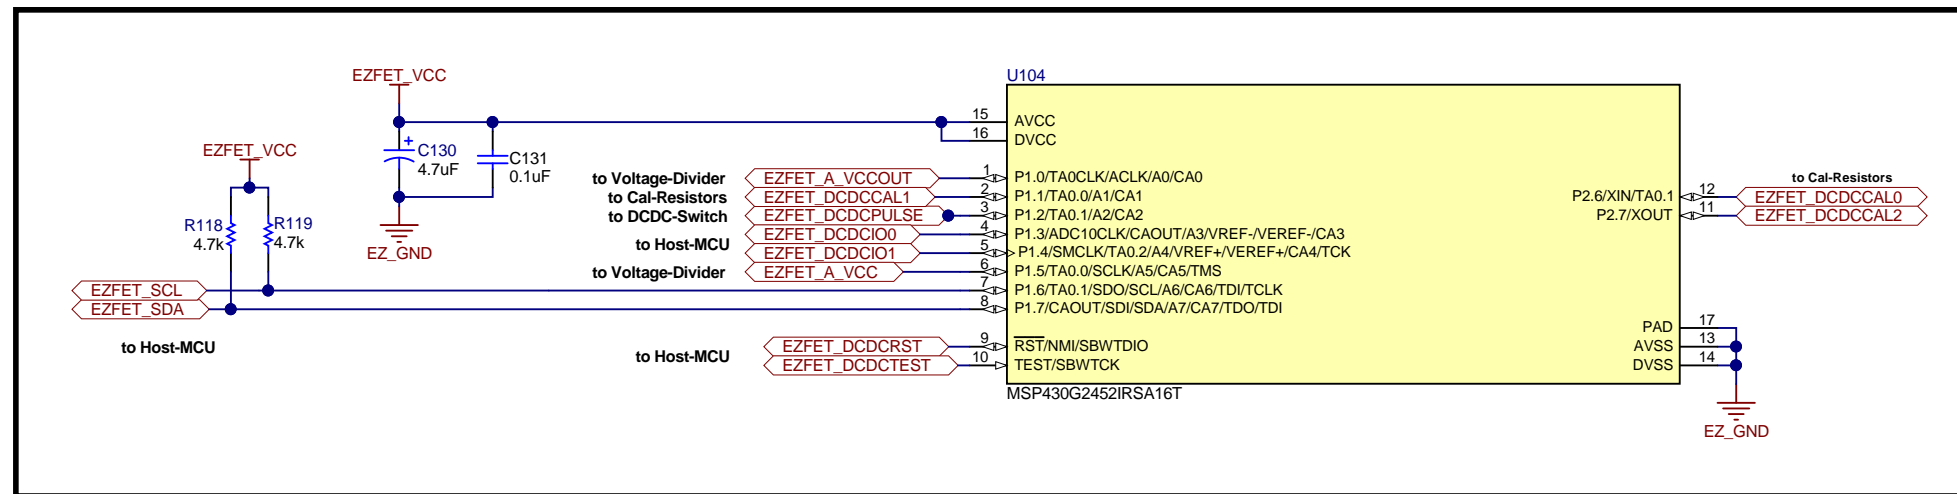 EZFET_VCC
U104
15 AVCC
16 DVCC
C130
4.7uF
C131
0.1uF
EZFET_VCC
R118
4.7k
R119
4.7k
EZ_GND
to Voltage-Divider EZFET_A_VCCOUT 1 P1.0/TA0CLK/ACLK/A0/CA0
to Cal-Resistors EZFET_DCDCCAL1 2 P1.1/TA0.0/A1/CA1
to DCDC-Switch EZFET_DCDCPULSE 3 P1.2/TA0.1/A2/CA2
EZFET_DCDCIO0 4 P1.3/ADC10CLK/CAOUT/A3/VREF-/VEREF-/CA3
to Host-MCU
EZFET_DCDCIO1 5 P1.4/SMCLK/TA0.2/A4/VREF+/VEREF+/CA4/TCK
to Voltage-Divider EZFET_A_VCC 6 P1.5/TA0.0/SCLK/A5/CA5/TMS
EZFET_SCL 7 P1.6/TA0.1/SDO/SCL/A6/CA6/TDI/TCLK
EZFET_SDA 8 P1.7/CAOUT/SDI/SDA/A7/CA7/TDO/TDI
to Host-MCU
to Host-MCU
EZFET_DCDCRST 9 RST/NMI/SBWTDIO
EZFET_DCDCTEST 10 TEST/SBWTCK
to Cal-Resistors
P2.6/XIN/TA0.1 12 EZFET_DCDCCAL0
P2.7/XOUT 11 EZFET_DCDCCAL2
PAD 17
AVSS 13
DVSS 14
MSP430G2452IRSA16T
EZ_GND